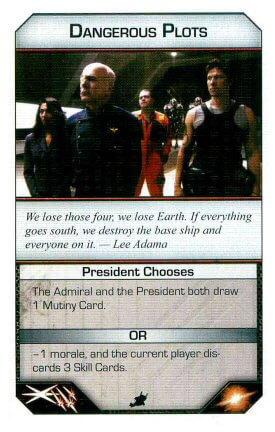 Dangerous Plots
We lose those four, we lose Earth. If everything
goes south, we destroy the base ship and
everyone on it. — Lee Adama
President Chooses
The Admiral and the President both draw
1 Mutiny Card.
OR
–1 morale, and the current player dis-
cards 3 Skill Cards.